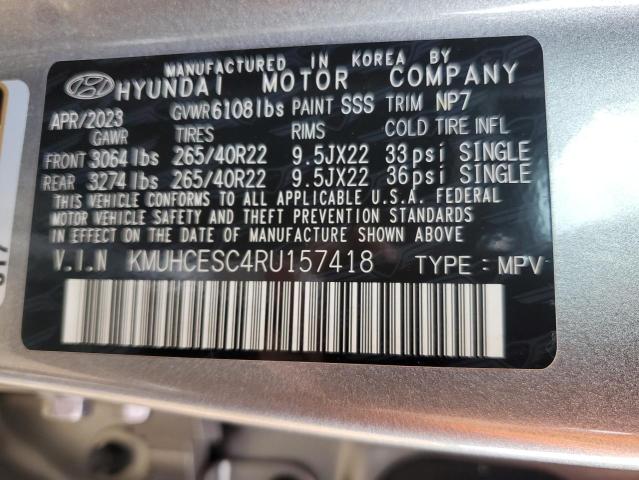 MANUFACTURED IN KOREA BY
HYUNDAI MOTOR COMPANY
APR/2023 GVWR 6108lbs PAINT SSS TRIM NP7
GAWR TIRES RIMS COLD TIRE INFL
FRONT 3064 lbs 265/40R22 9.5JX22 33psi SINGLE
REAR 3274 lbs 265/40R22 9.5JX22 36psi SINGLE
THIS VEHICLE CONFORMS TO ALL APPLICABLE U.S.A. FEDERAL
MOTOR VEHICLE SAFETY AND THEFT PREVENTION STANDARDS
IN EFFECT ON THE DATE OF MANUFACTURE SHOWN ABOVE
V.I.N KMUHCESC4RU157418 TYPE : MPV